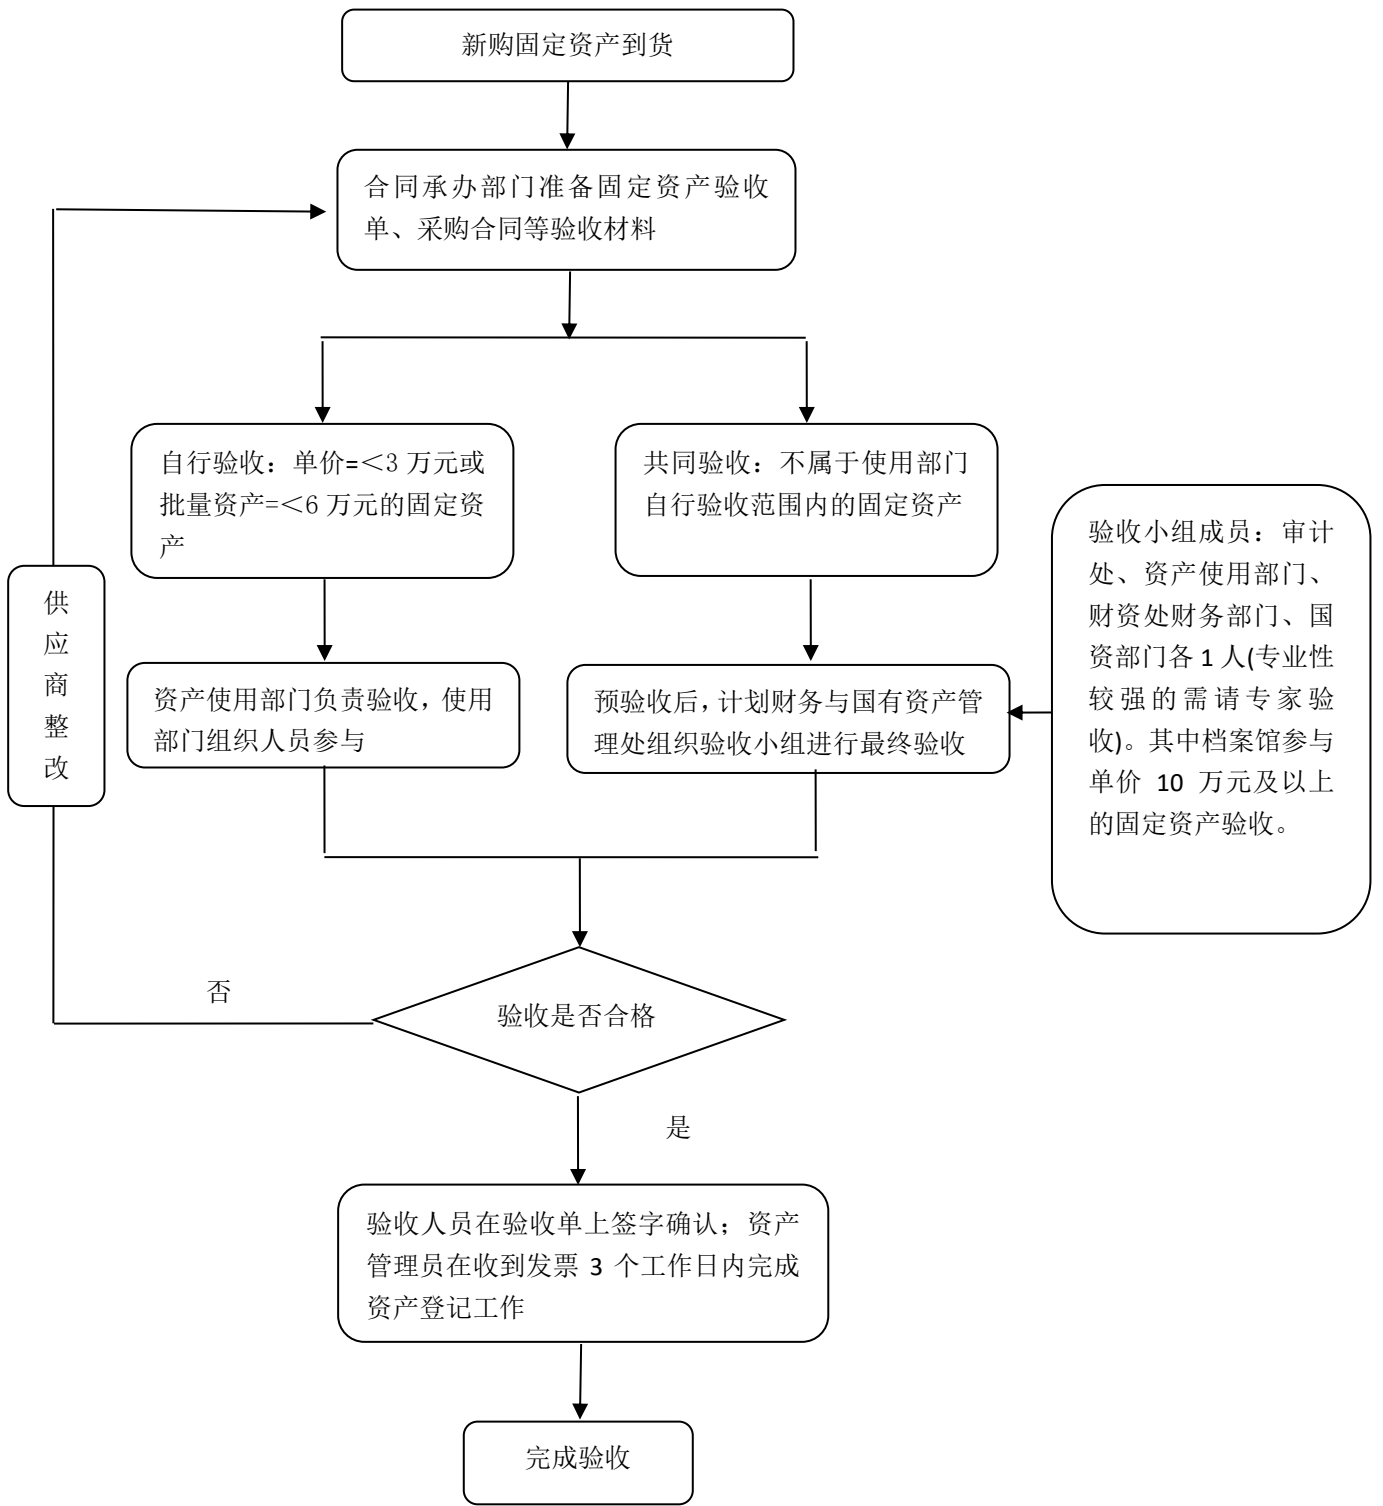 新购固定资产到货
合同承办部门准备固定资产验收
单、采购合同等验收材料
自行验收：单价=＜3 万元或
批量资产=＜6 万元的固定资
产
共同验收：不属于使用部门
自行验收范围内的固定资产
验收小组成员：审计
处、资产使用部门、
财资处财务部门、国
资部门各 1 人(专业性
较强的需请专家验
收)。其中档案馆参与
单价 10 万元及以上
的固定资产验收。
供
应
商
整
改
资产使用部门负责验收，使用
部门组织人员参与
预验收后，计划财务与国有资产管
理处组织验收小组进行最终验收
否
验收是否合格
是
验收人员在验收单上签字确认；资产
管理员在收到发票 3 个工作日内完成
资产登记工作
完成验收